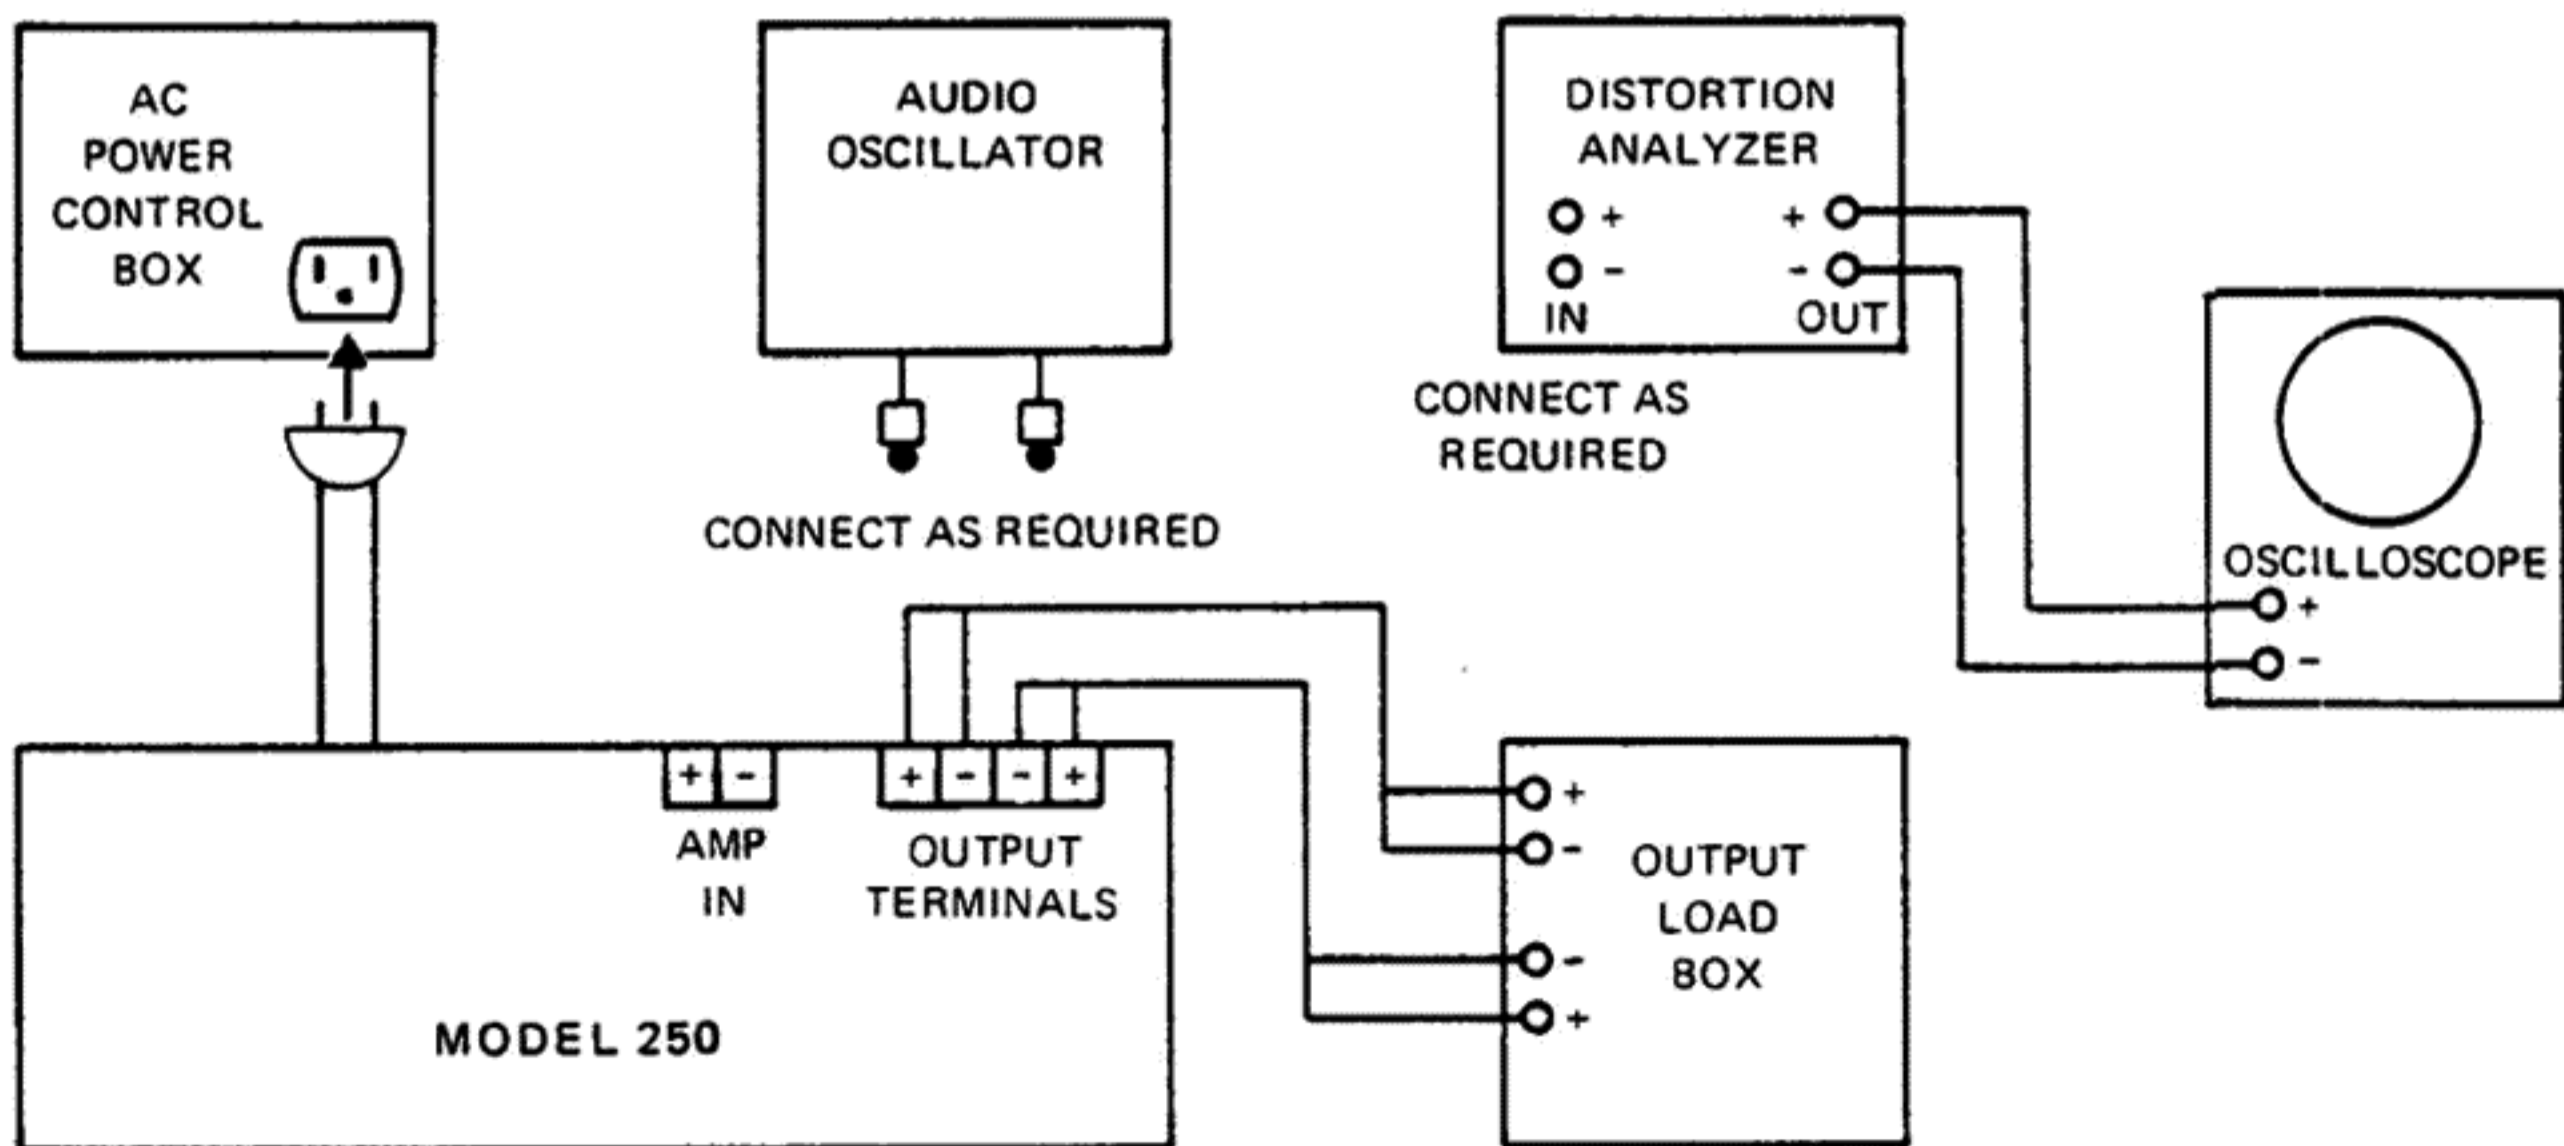 AC
POWER
CONTROL
BOX
AUDIO
OSCILLATOR
CONNECT AS REQUIRED
DISTORTION
ANALYZER
+ +
- -
IN OUT
CONNECT AS
REQUIRED
OSCILLOSCOPE
+
-
+ -
AMP
IN
+ - - +
OUTPUT
TERMINALS
MODEL 250
+
-
-
+
OUTPUT
LOAD
BOX